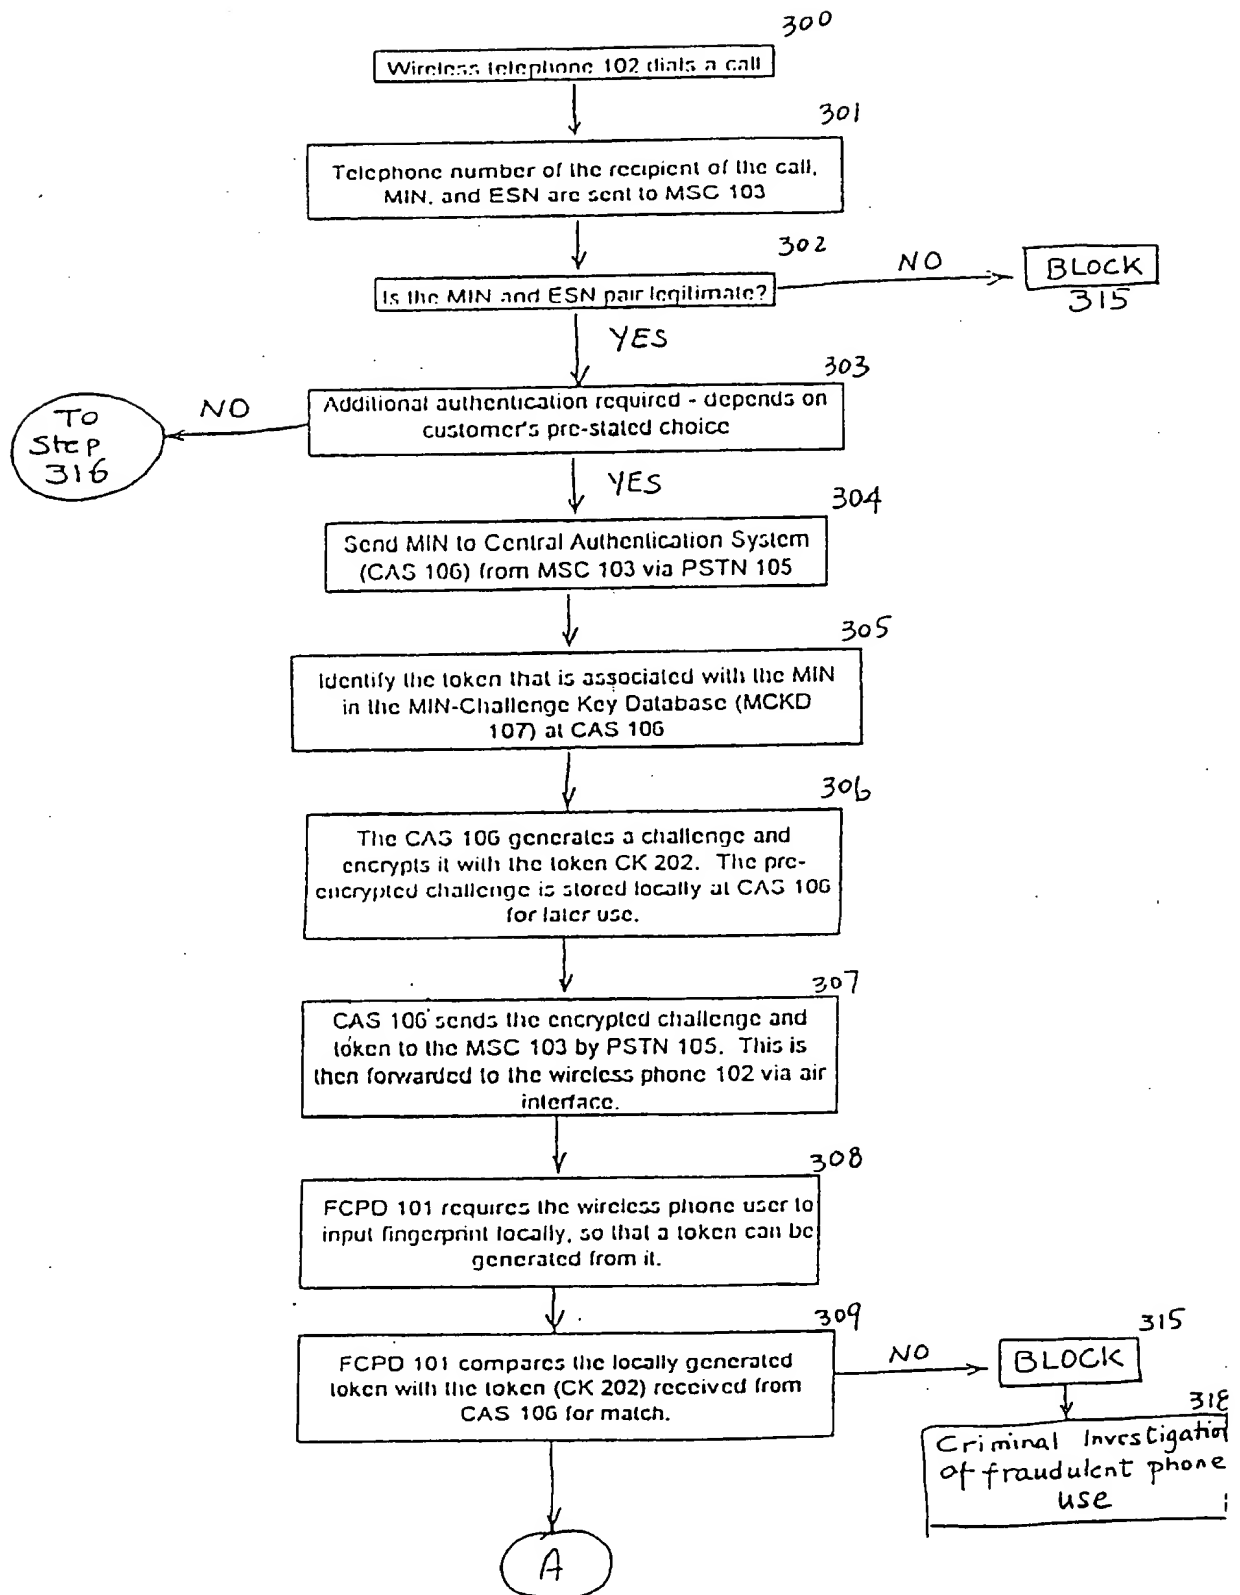 300
Wireless telephone 102 dials a call
301
Telephone number of the recipient of the call,
MIN, and ESN are sent to MSC 103
302
Is the MIN and ESN pair legitimate?
NO
BLOCK
315
YES
303
Additional authentication required - depends on
customer's pre-stated choice
NO
TO
Step
316
YES
304
Send MIN to Central Authentication System
(CAS 106) from MSC 103 via PSTN 105
305
Identify the token that is associated with the MIN
in the MIN-Challenge Key Database (MCKD
107) at CAS 106
306
The CAS 106 generates a challenge and
encrypts it with the token CK 202. The pre-
encrypted challenge is stored locally at CAS 106
for later use.
307
CAS 106 sends the encrypted challenge and
token to the MSC 103 by PSTN 105. This is
then forwarded to the wireless phone 102 via air
interface.
308
FCPD 101 requires the wireless phone user to
input fingerprint locally, so that a token can be
generated from it.
309
FCPD 101 compares the locally generated
token with the token (CK 202) received from
CAS 106 for match.
NO
315
BLOCK
318
Criminal Investigation
of fraudulent phone
use
A